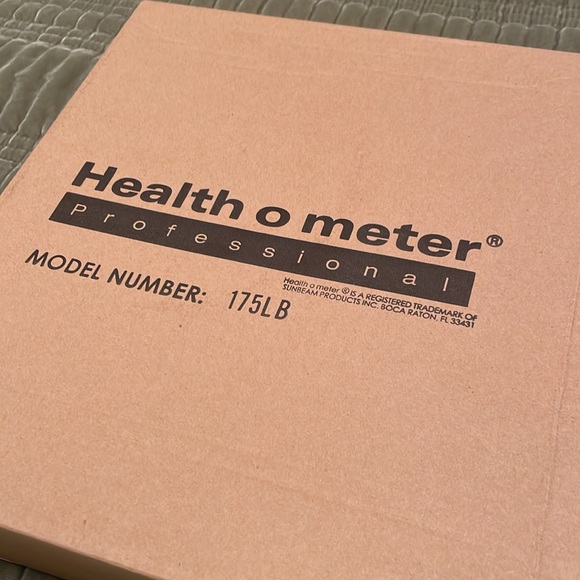 Health o meter®
Professional
MODEL NUMBER: 175LB
Health o meter ® IS A REGISTERED TRADEMARK OF
SUNBEAM PRODUCTS INC. BOCA RATON, FL 33431